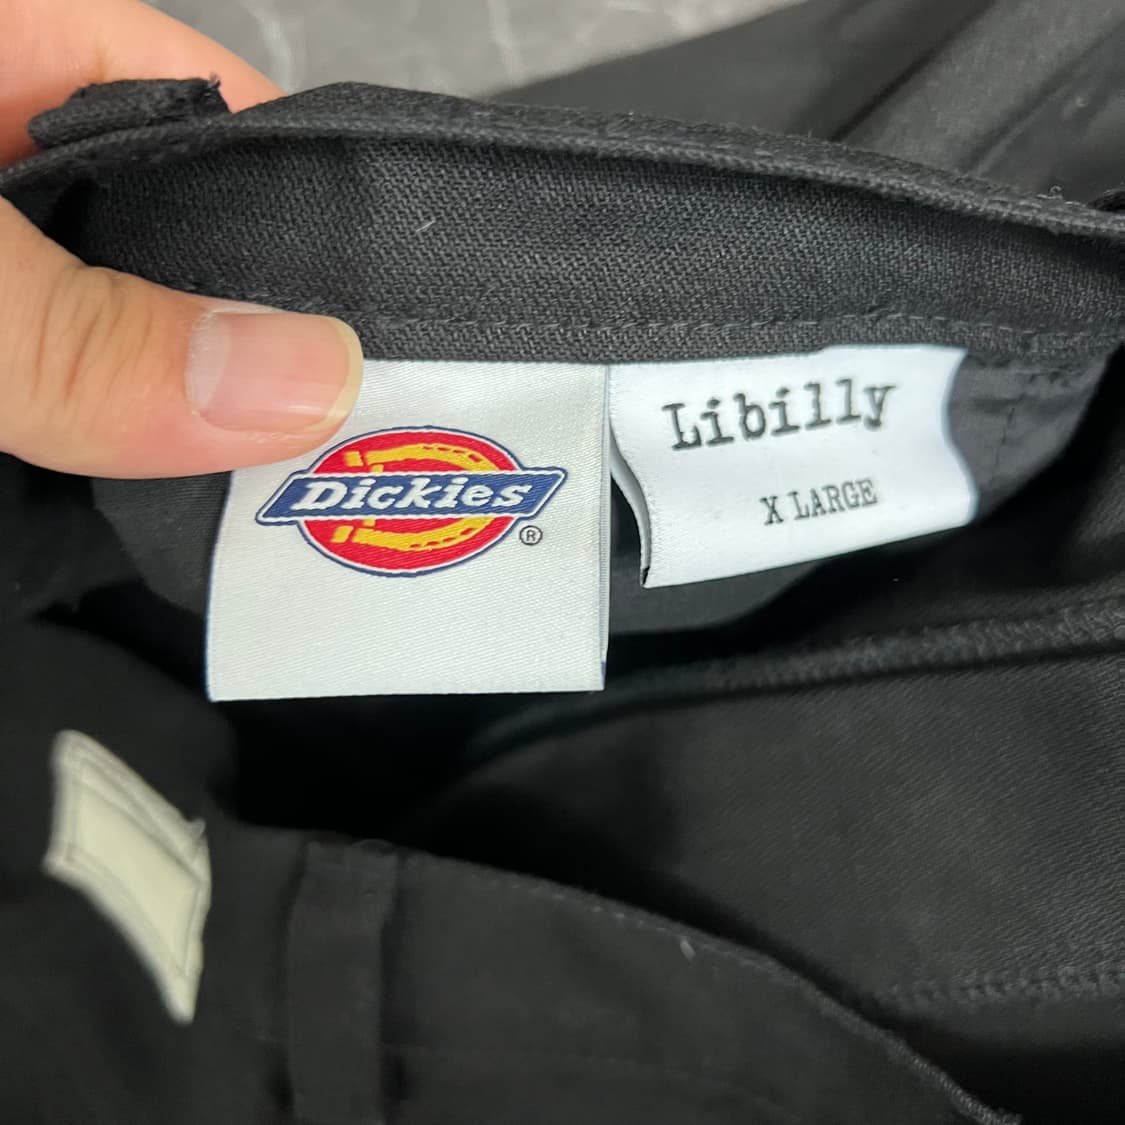 Dickies
®
Libilly
X LARGE